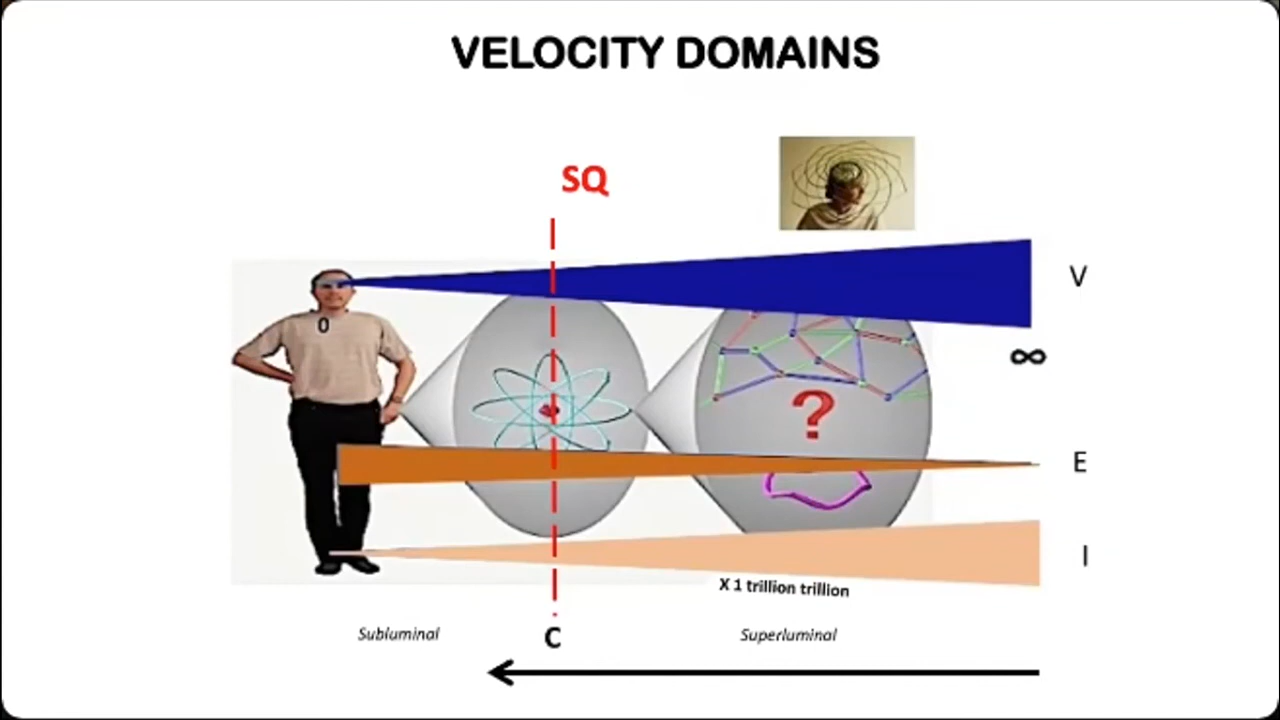 VELOCITY DOMAINS
SQ
V
0
∞
?
E
I
X 1 trillion trillion
Subluminal
C
Superluminal